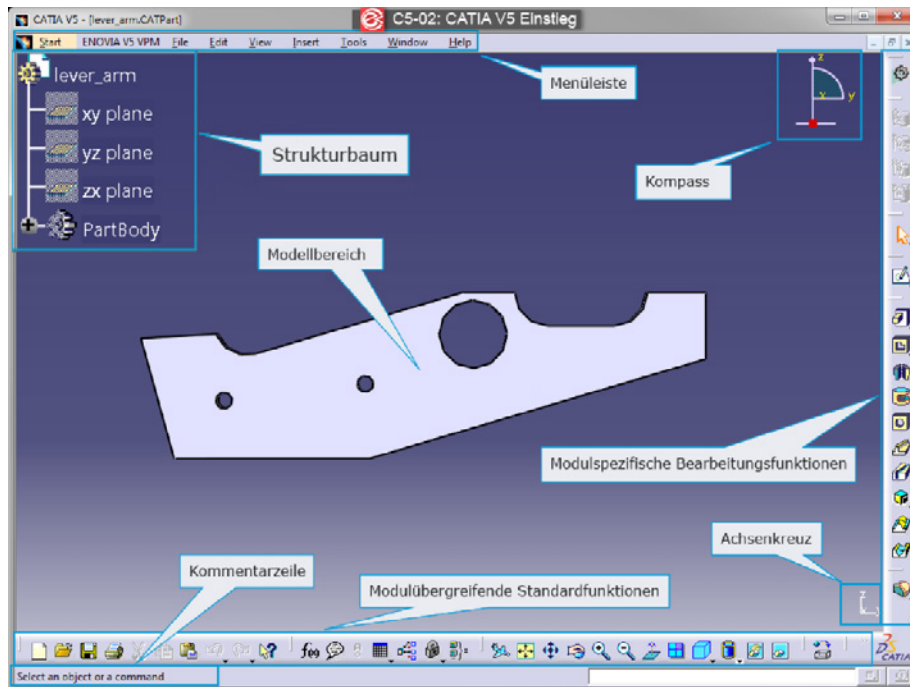 CATIA V5 - [lever_arm.CATPart]
C5-02: CATIA V5 Einstieg
Start ENOVIA V5 VPM File Edit View Insert Tools Window Help
Menüleiste
lever_arm
xy plane
yz plane
zx plane
PartBody
Strukturbaum
z
x
y
Kompass
Modellbereich
Modulspezifische Bearbeitungsfunktionen
Achsenkreuz
z
Kommentarzeile
Modulübergreifende Standardfunktionen
f(x)
CATIA
Select an object or a command